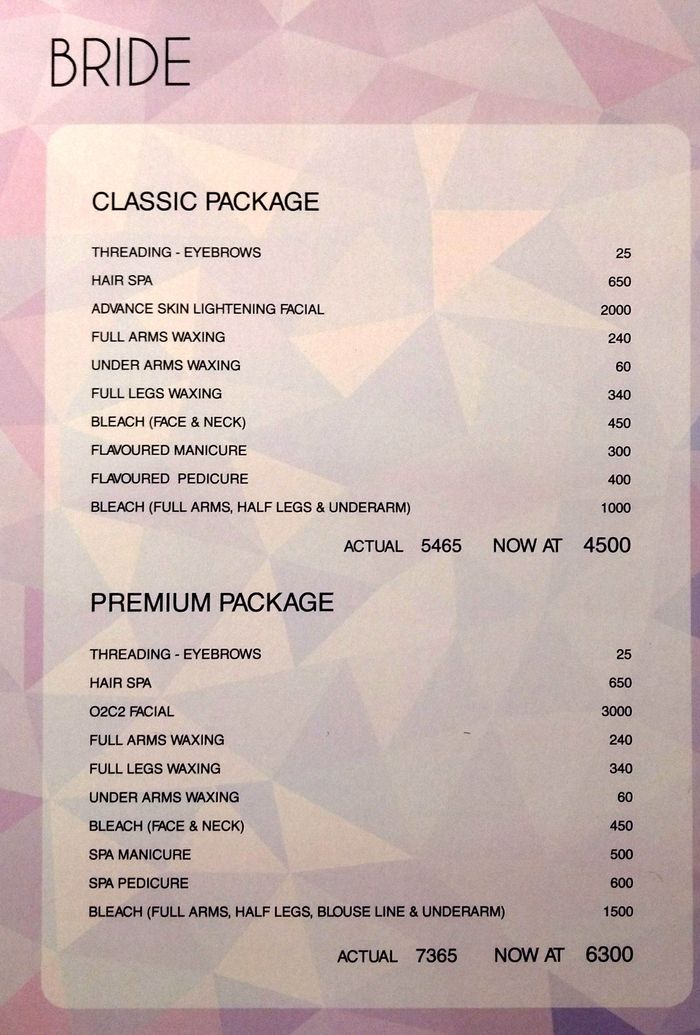 BRIDE
CLASSIC PACKAGE
THREADING - EYEBROWS 25
HAIR SPA 650
ADVANCE SKIN LIGHTENING FACIAL 2000
FULL ARMS WAXING 240
UNDER ARMS WAXING 60
FULL LEGS WAXING 340
BLEACH (FACE & NECK) 450
FLAVOURED MANICURE 300
FLAVOURED PEDICURE 400
BLEACH (FULL ARMS, HALF LEGS & UNDERARM) 1000
ACTUAL 5465 NOW AT 4500
PREMIUM PACKAGE
THREADING - EYEBROWS 25
HAIR SPA 650
O2C2 FACIAL 3000
FULL ARMS WAXING 240
FULL LEGS WAXING 340
UNDER ARMS WAXING 60
BLEACH (FACE & NECK) 450
SPA MANICURE 500
SPA PEDICURE 600
BLEACH (FULL ARMS, HALF LEGS, BLOUSE LINE & UNDERARM) 1500
ACTUAL 7365 NOW AT 6300